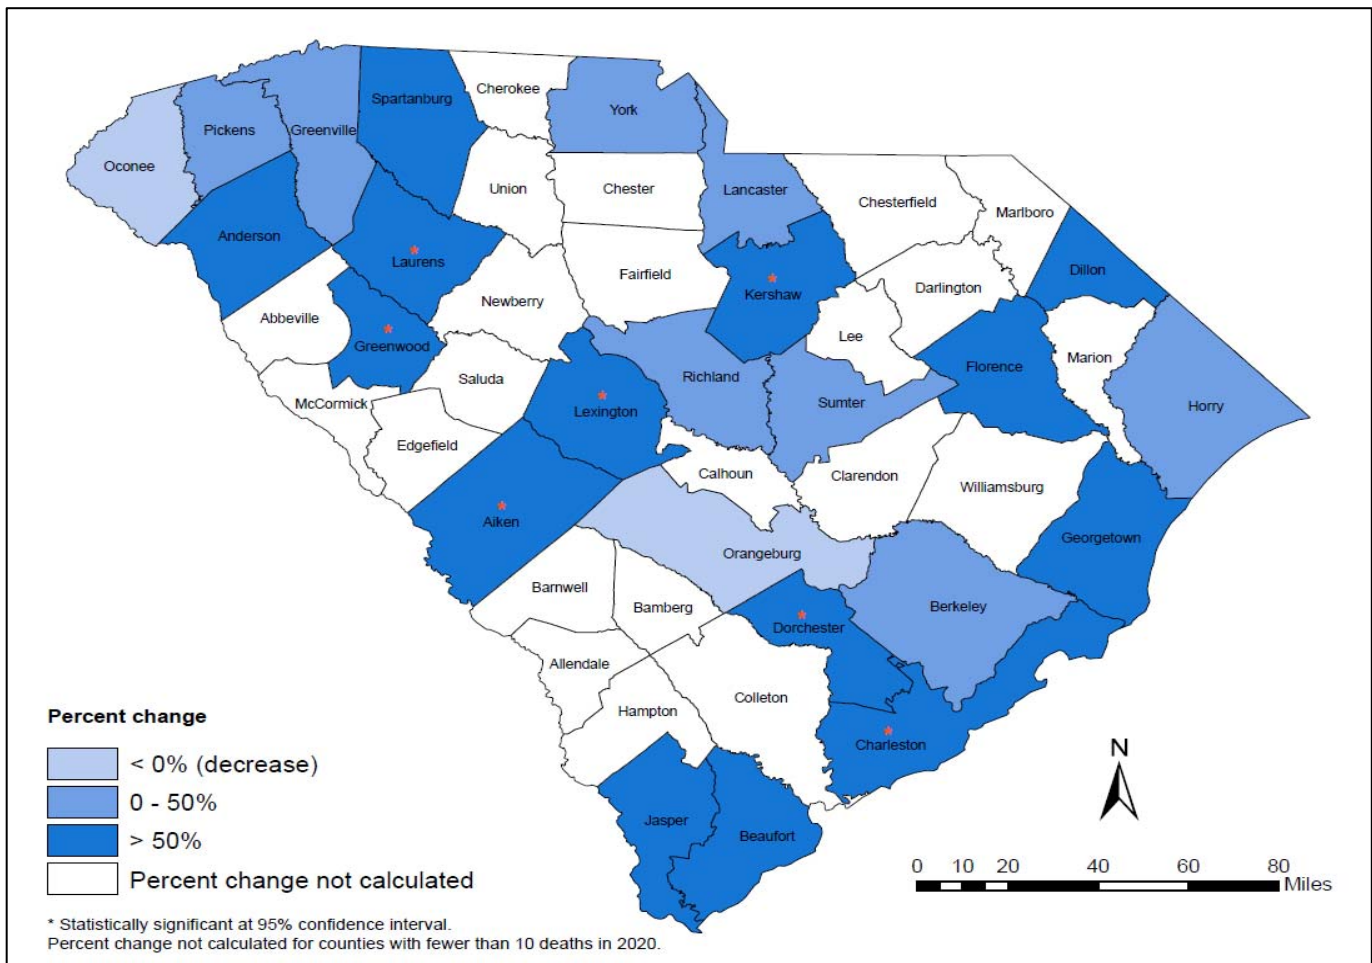 Cherokee
Spartanburg
York
Pickens
Greenville
Oconee
Union
Chester
Lancaster
Chesterfield
Marlboro
Anderson
*
Laurens
Fairfield
*
Kershaw
Dillon
Darlington
Newberry
Abbeville
*
Greenwood
Lee
Marion
Saluda
Richland
Florence
McCormick
*
Lexington
Sumter
Horry
Edgefield
Calhoun
Clarendon
Williamsburg
*
Aiken
Georgetown
Orangeburg
Barnwell
Bamberg
Berkeley
*
Dorchester
Allendale
Colleton
Hampton
*
Charleston
Jasper
Beaufort
Percent change
< 0% (decrease)
0 - 50%
> 50%
Percent change not calculated
* Statistically significant at 95% confidence interval.
Percent change not calculated for counties with fewer than 10 deaths in 2020.
N
0 10 20 40 60 80
Miles